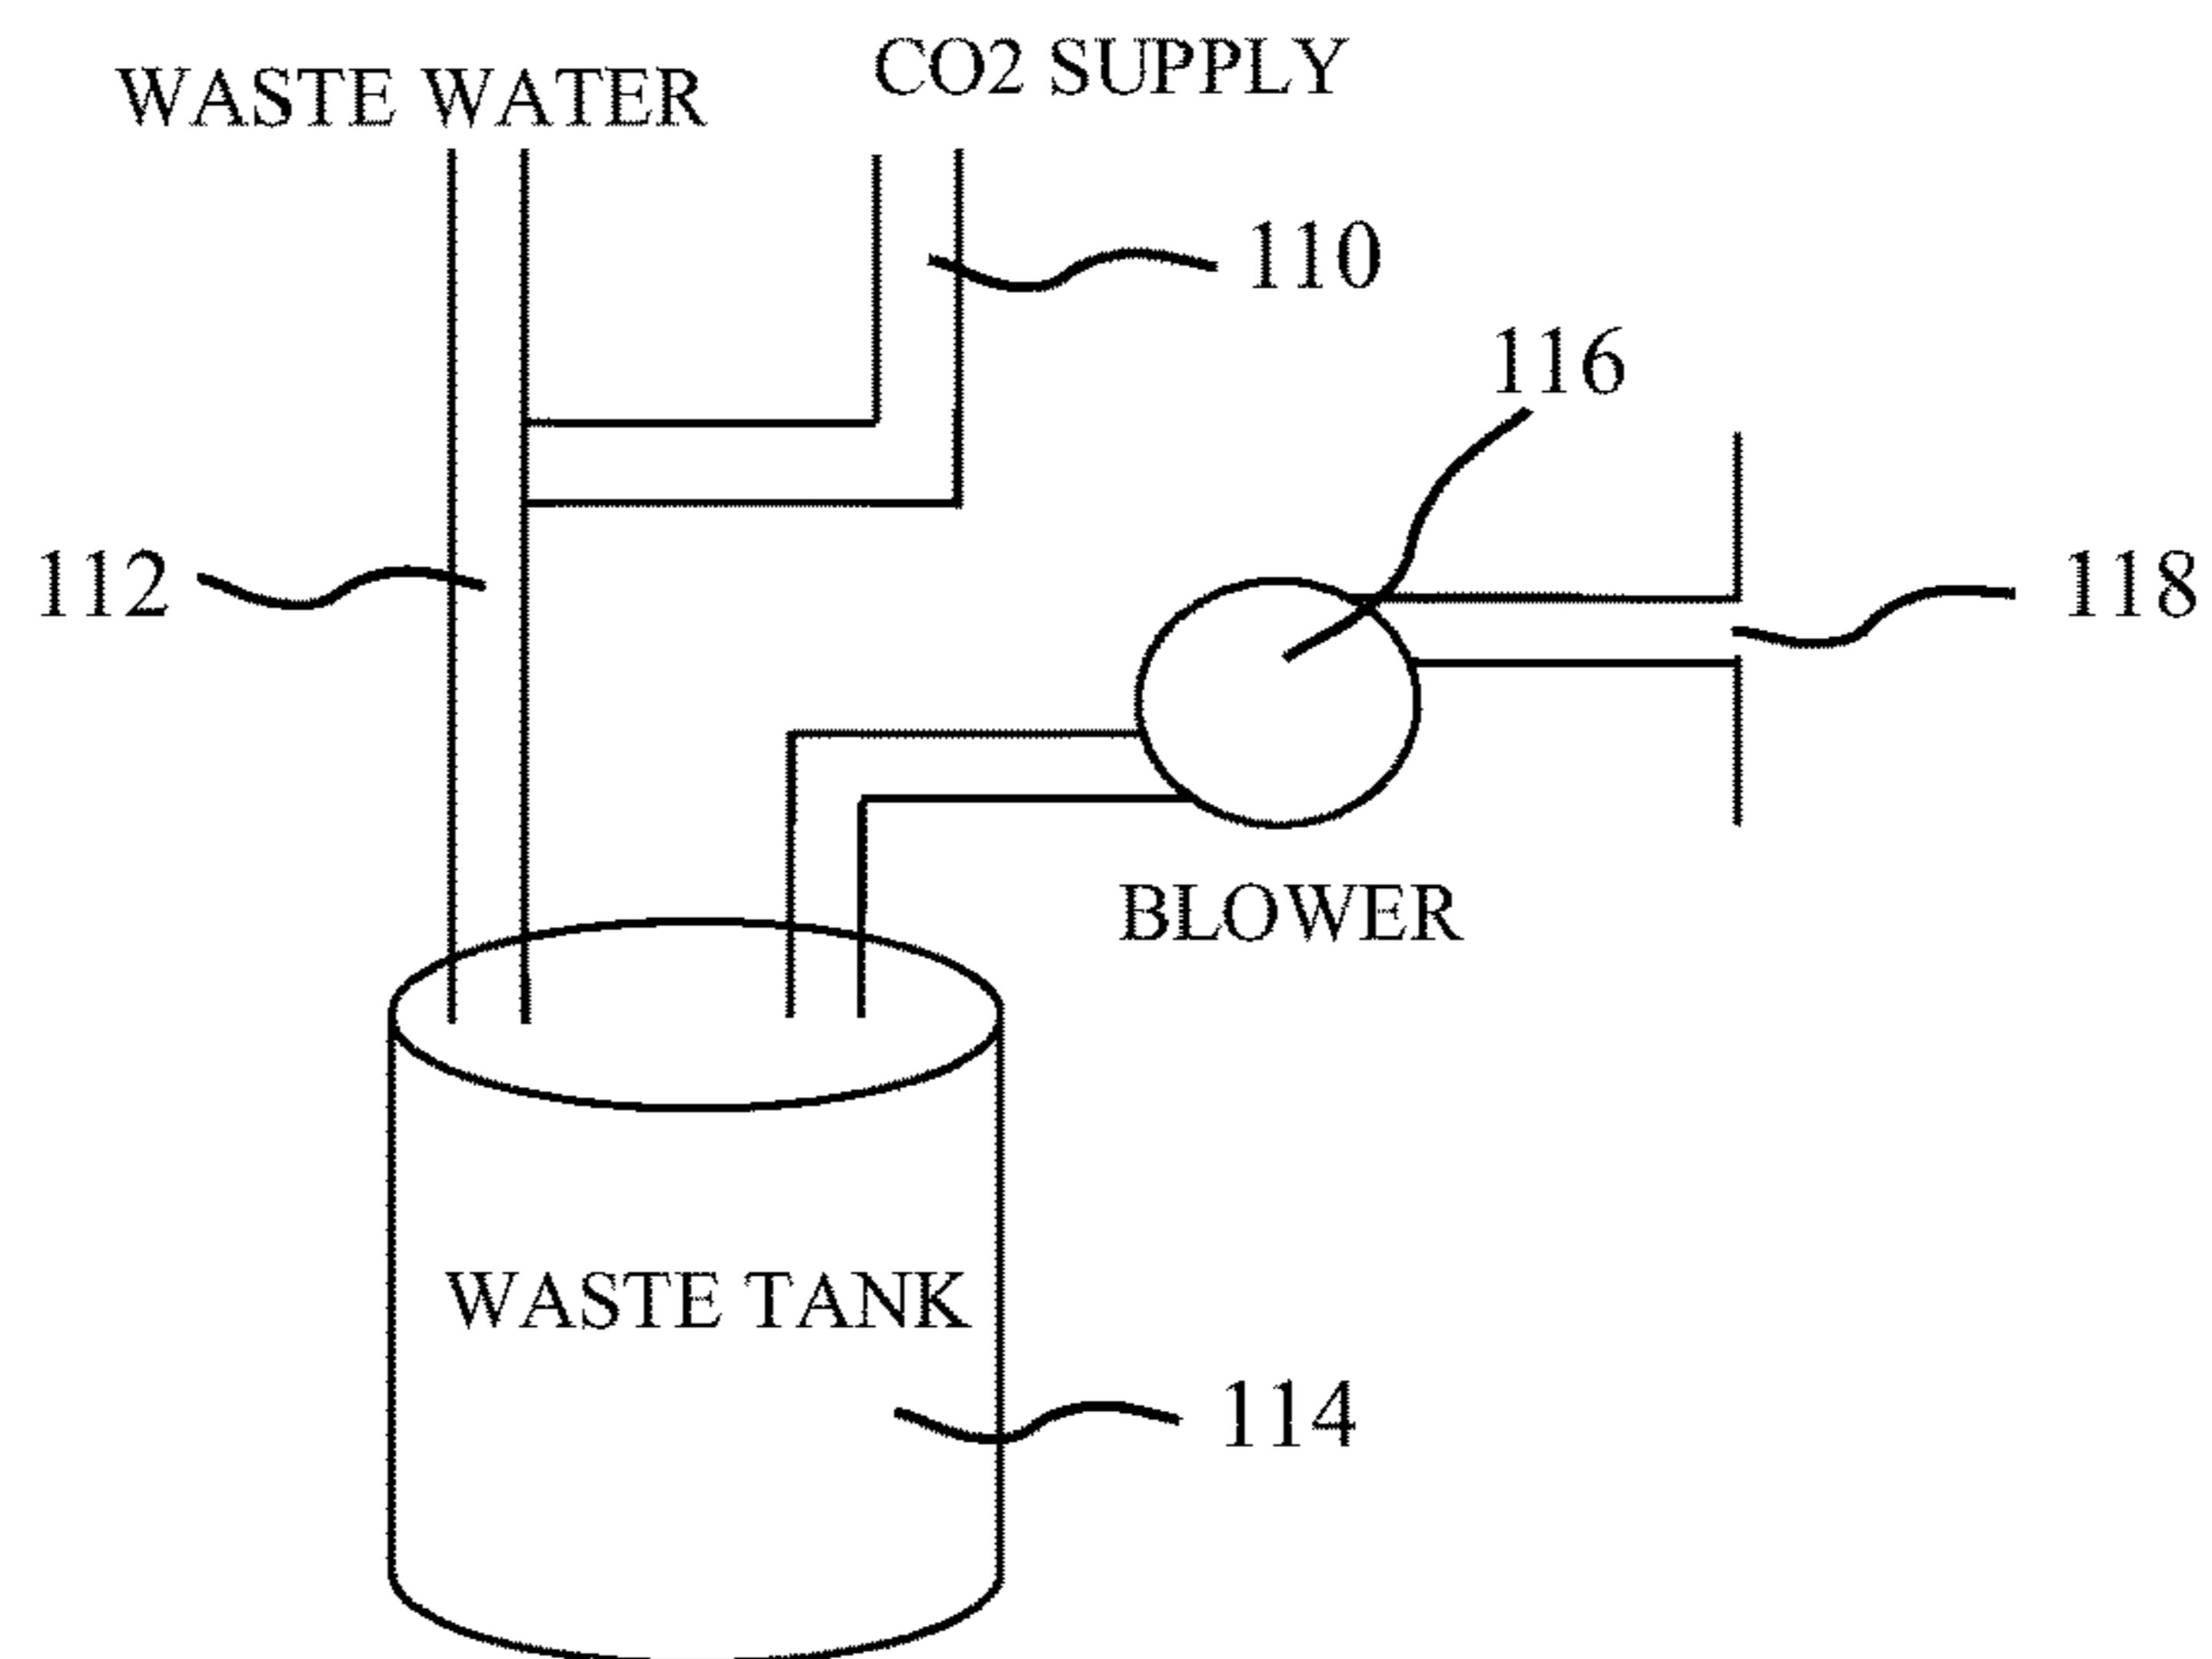 CO2 SUPPLY
WASTE WATER
110
116
112
118
BLOWER
WASTE TANK
114